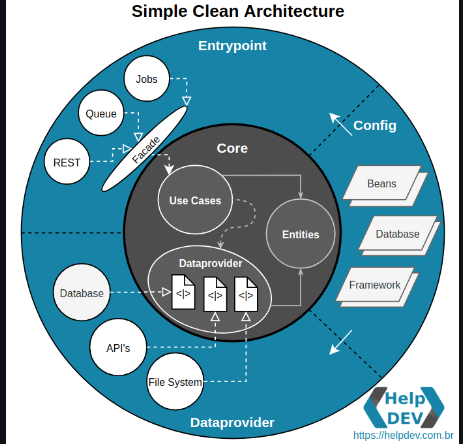 Simple Clean Architecture
Entrypoint
Jobs
Queue
REST
Facade
Config
Core
Use Cases
Entities
Beans
Database
Framework
Dataprovider
<|>
<|>
<|>
Database
API's
File System
Dataprovider
Help
DEV
https://helpdev.com.br